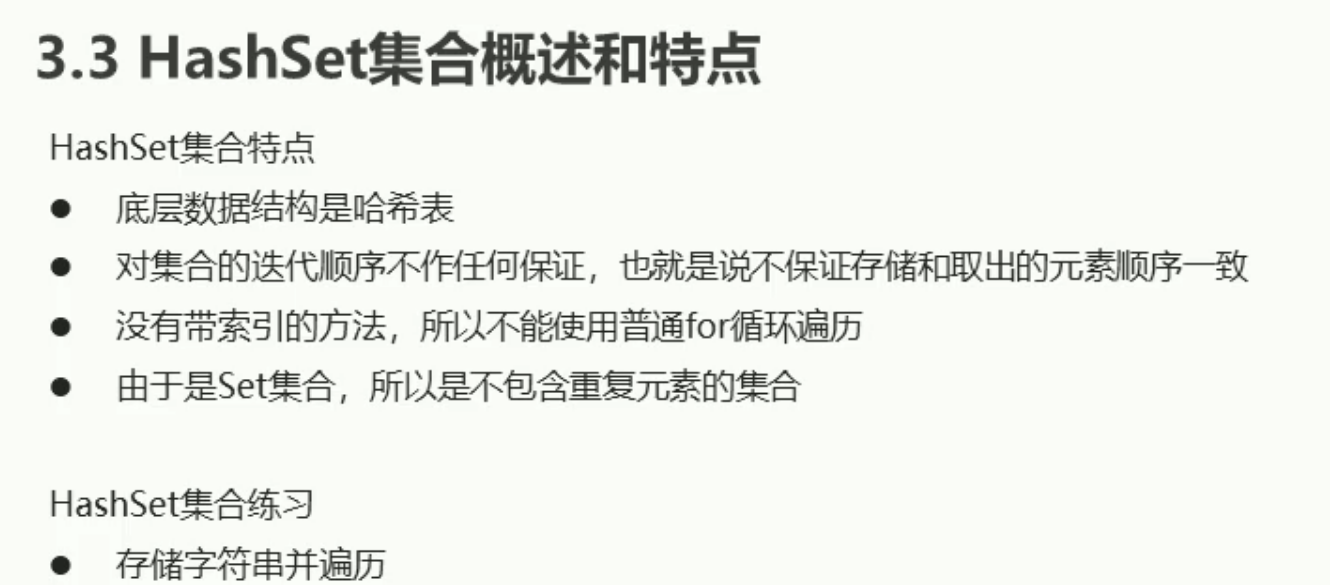 3.3 HashSet集合概述和特点
HashSet集合特点
● 底层数据结构是哈希表
● 对集合的迭代顺序不作任何保证，也就是说不保证存储和取出的元素顺序一致
● 没有带索引的方法，所以不能使用普通for循环遍历
● 由于是Set集合，所以是不包含重复元素的集合
HashSet集合练习
● 存储字符串并遍历